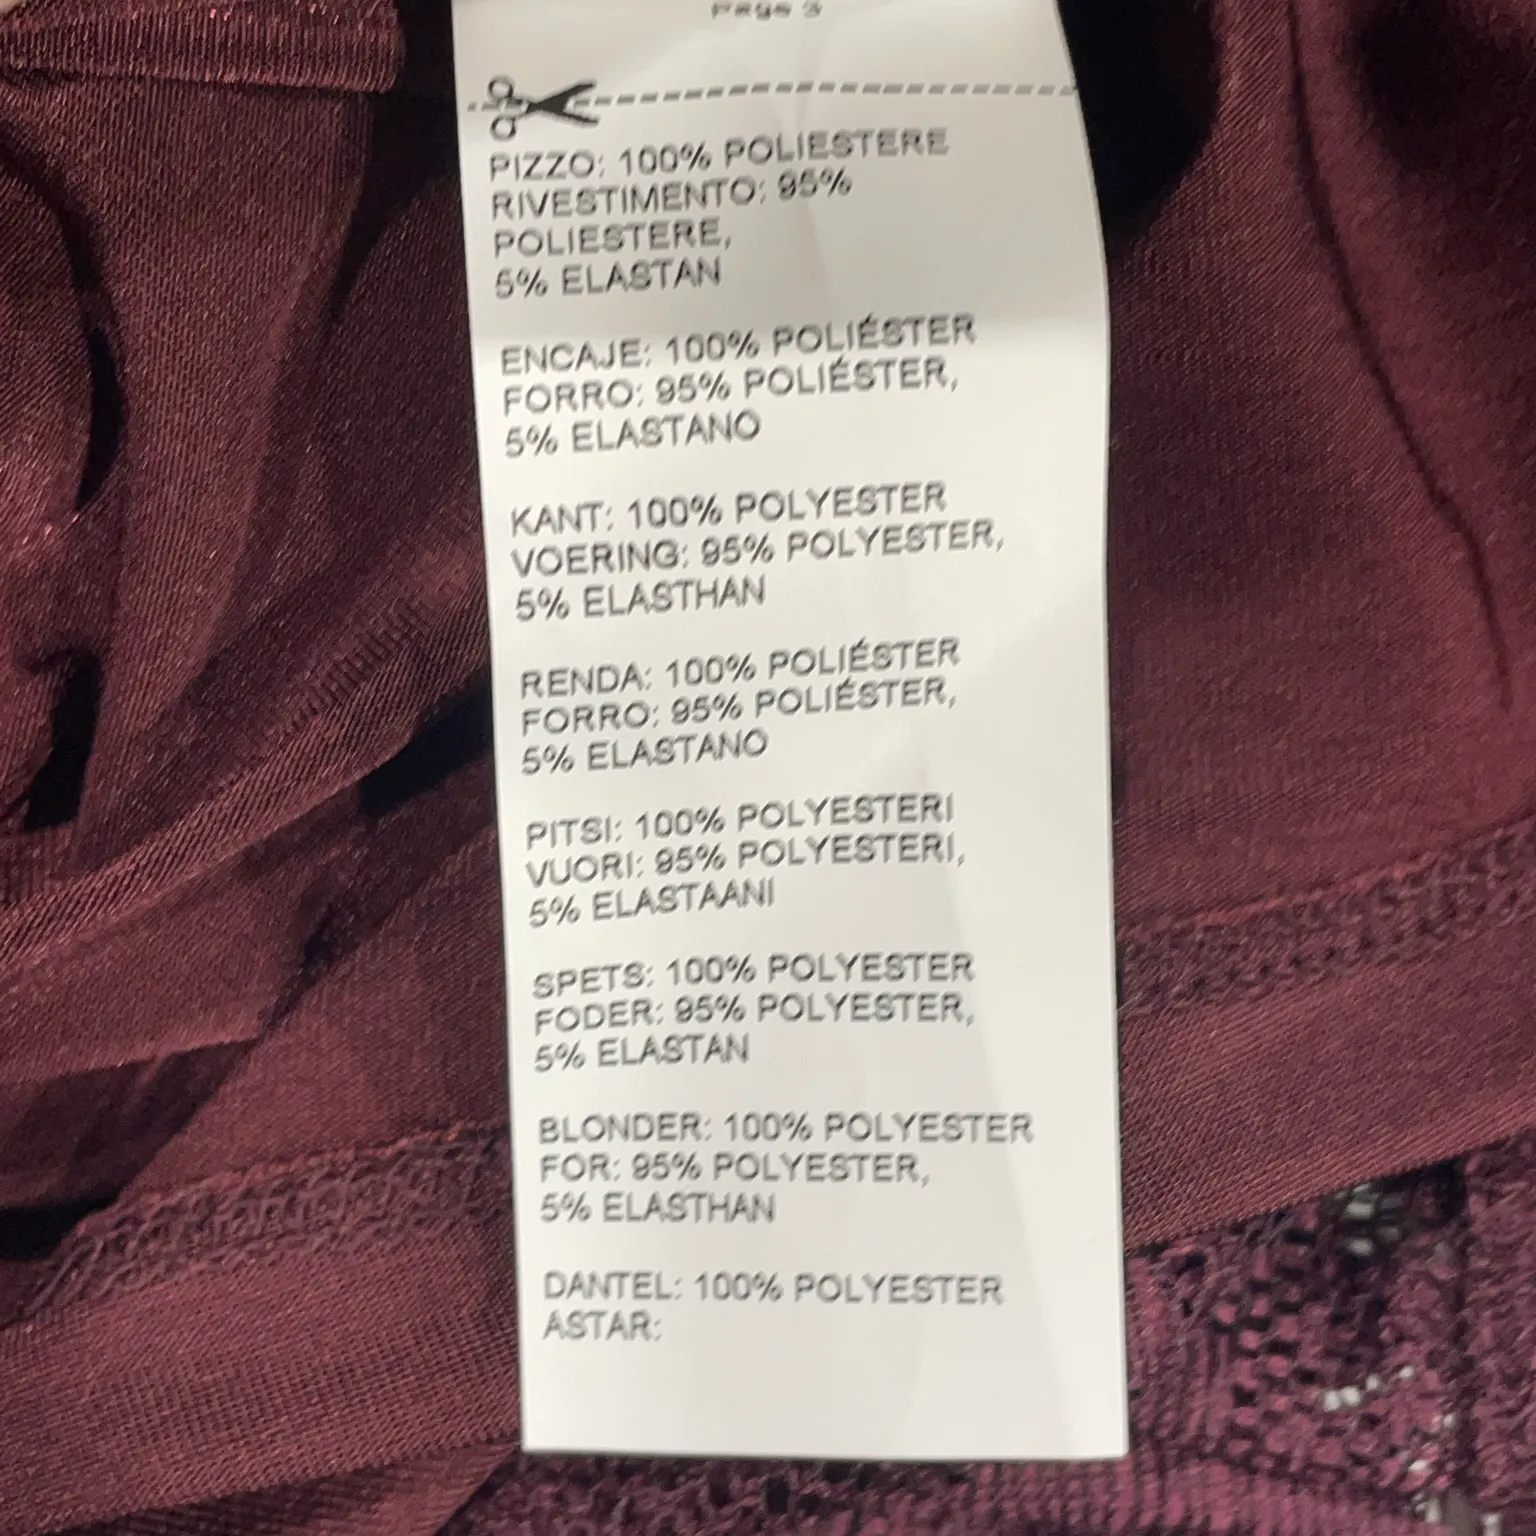 Page 3
PIZZO: 100% POLIESTERE
RIVESTIMENTO: 95%
POLIESTERE,
5% ELASTAN
ENCAJE: 100% POLIÉSTER
FORRO: 95% POLIÉSTER,
5% ELASTANO
KANT: 100% POLYESTER
VOERING: 95% POLYESTER,
5% ELASTHAN
RENDA: 100% POLIÉSTER
FORRO: 95% POLIÉSTER,
5% ELASTANO
PITSI: 100% POLYESTERI
VUORI: 95% POLYESTERI,
5% ELASTAANI
SPETS: 100% POLYESTER
FODER: 95% POLYESTER,
5% ELASTAN
BLONDER: 100% POLYESTER
FOR: 95% POLYESTER,
5% ELASTHAN
DANTEL: 100% POLYESTER
ASTAR: